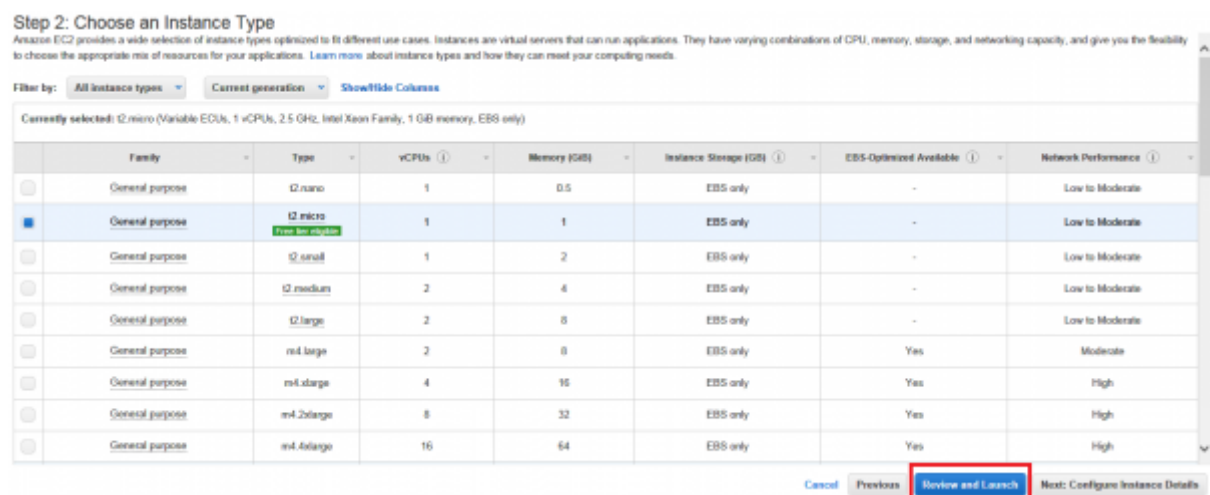 Step 2: Choose an Instance Type
Amazon EC2 provides a wide selection of instance types optimized to fit different use cases. Instances are virtual servers that can run applications. They have varying combinations of CPU, memory, storage, and networking capacity, and give you the flexibility
to choose the appropriate mix of resources for your applications. Learn more about instance types and how they can meet your computing needs.
Filter by: All instance types Current generation Show/Hide Columns
Currently selected: t2.micro (Variable ECUs, 1 vCPUs, 2.5 GHz, Intel Xeon Family, 1 GiB memory, EBS only)
Family Type vCPUs Memory (GiB) Instance Storage (GB) EBS-Optimized Available Network Performance
General purpose t2.nano 1 0.5 EBS only - Low to Moderate
General purpose t2.micro 1 1 EBS only - Low to Moderate
Free tier eligible
General purpose t2.small 1 2 EBS only - Low to Moderate
General purpose t2.medium 2 4 EBS only - Low to Moderate
General purpose t2.large 2 8 EBS only - Low to Moderate
General purpose m4.large 2 8 EBS only Yes Moderate
General purpose m4.xlarge 4 16 EBS only Yes High
General purpose m4.2xlarge 8 32 EBS only Yes High
General purpose m4.4xlarge 16 64 EBS only Yes High
Cancel Previous Review and Launch Next: Configure Instance Details